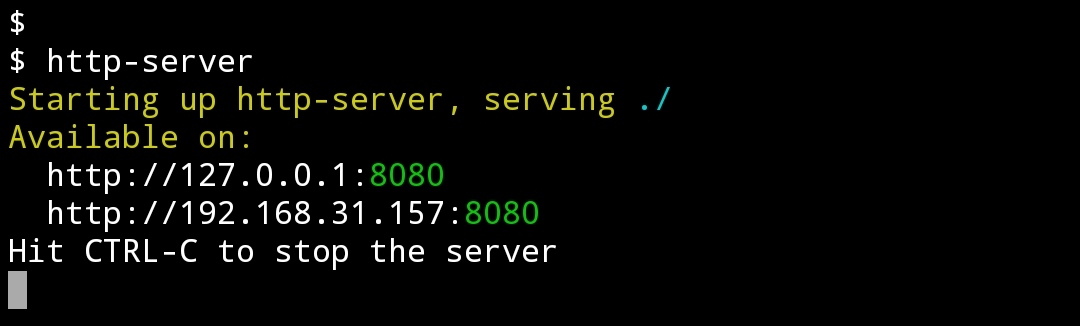 $
$ http-server
Starting up http-server, serving ./
Available on:
  http://127.0.0.1:8080
  http://192.168.31.157:8080
Hit CTRL-C to stop the server